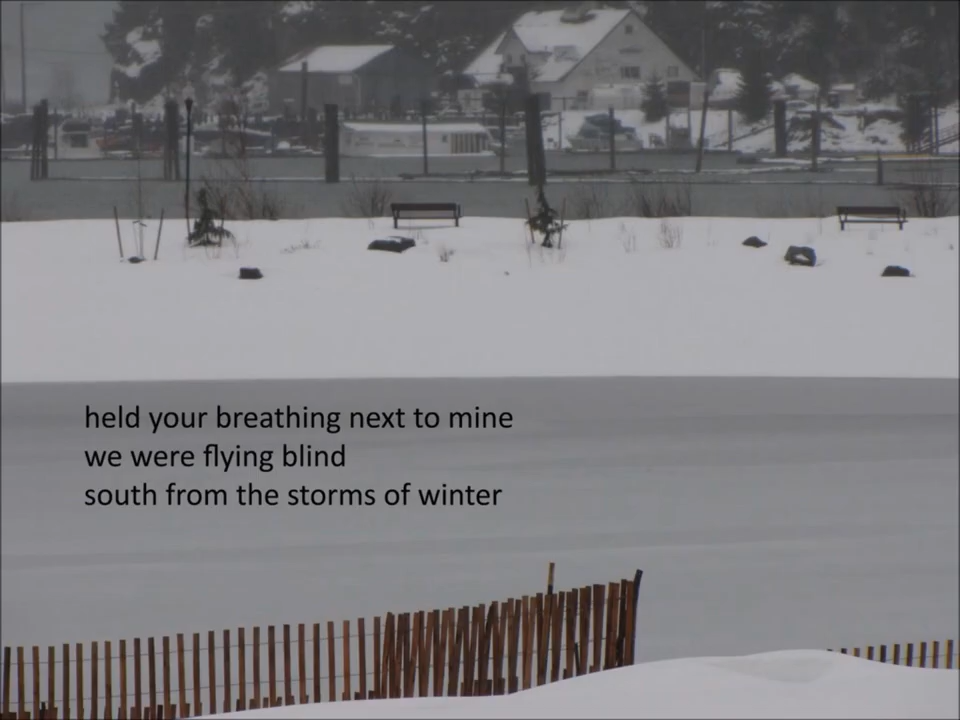 held your breathing next to mine
we were flying blind
south from the storms of winter